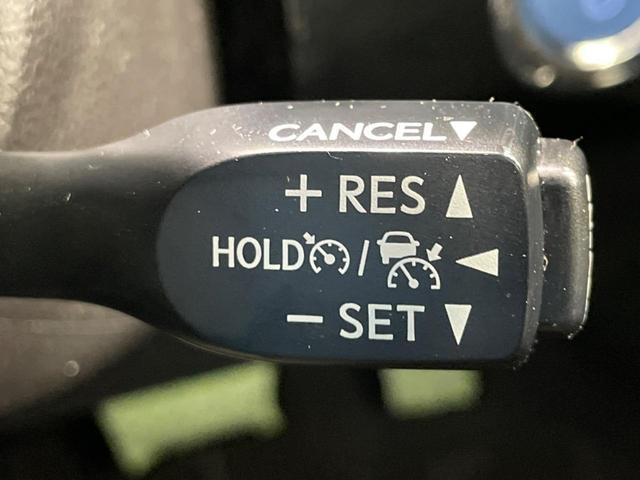 CANCEL▼
+ RES ▲
HOLD / ◀
− SET ▼